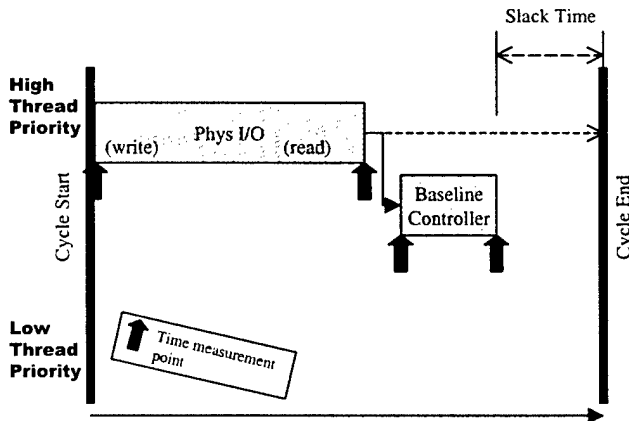 Slack Time
High
Thread
Priority
Phys I/O
(write) (read)
Cycle Start
Baseline
Controller
Cycle End
Low
Thread
Priority
Time measurement
point